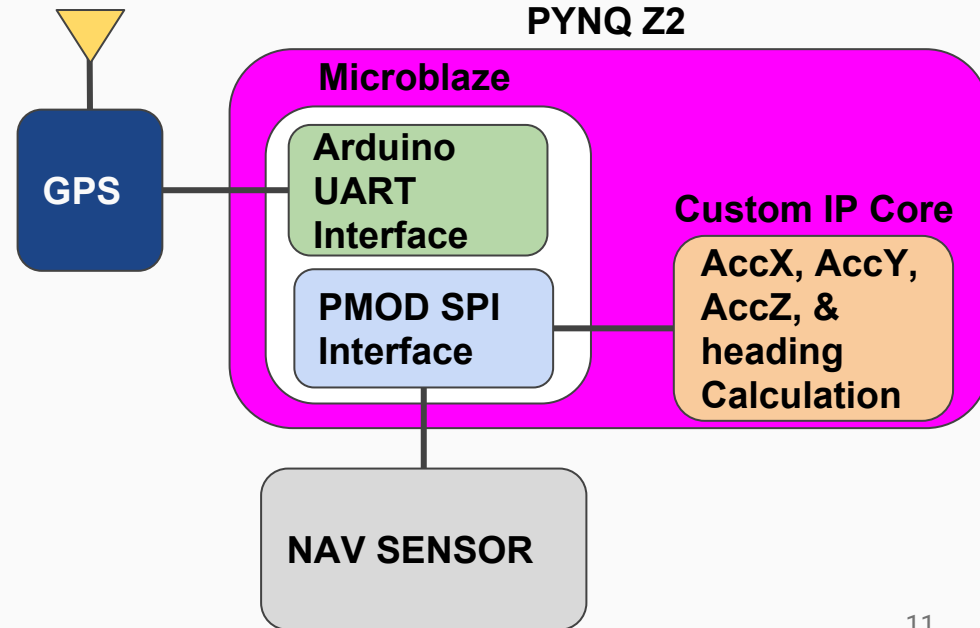 PYNQ Z2
Microblaze
Arduino
UART
Interface
GPS
Custom IP Core
AccX, AccY,
AccZ, &
heading
Calculation
PMOD SPI
Interface
NAV SENSOR
11